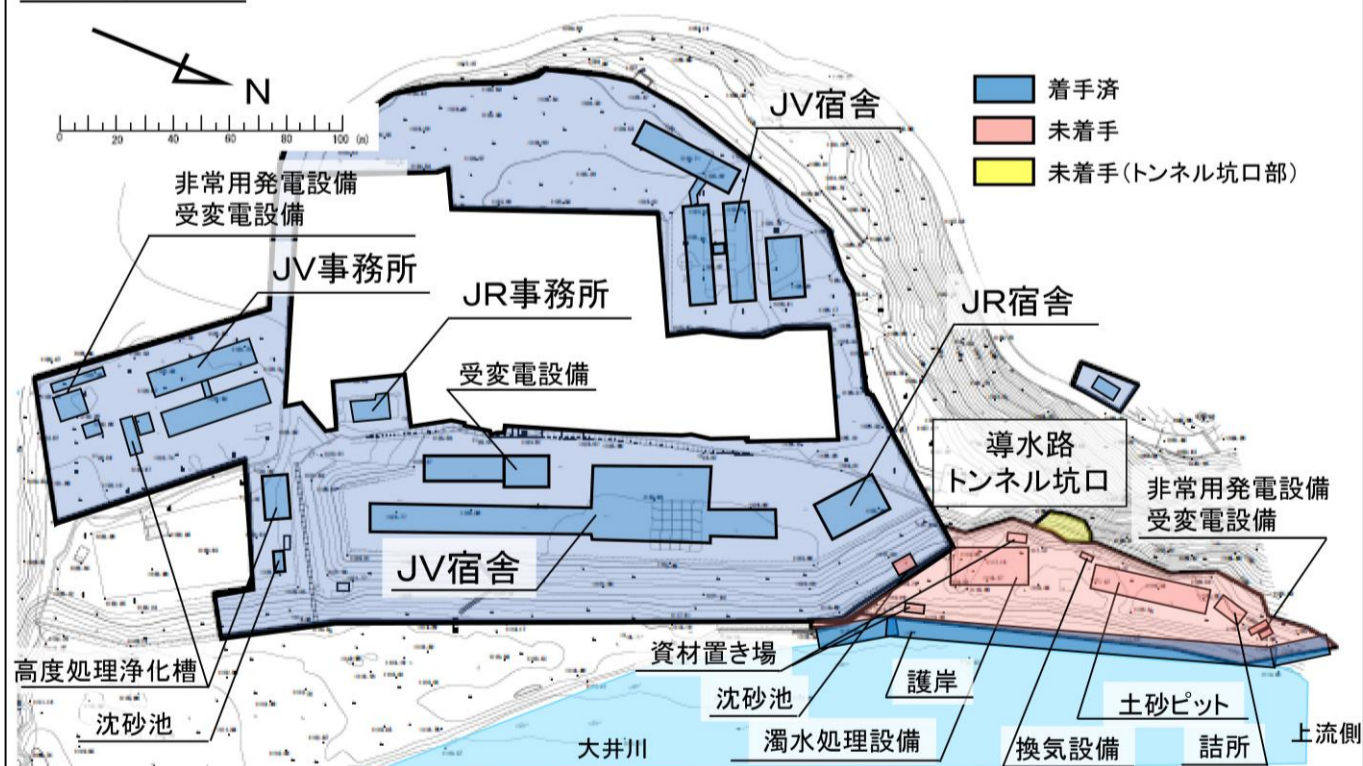 N
0 20 40 60 80 100 (m)
着手済
未着手
未着手(トンネル坑口部)
JV宿舎
非常用発電設備
受変電設備
JV事務所
JR事務所
JR宿舎
受変電設備
導水路
トンネル坑口
非常用発電設備
受変電設備
JV宿舎
高度処理浄化槽
沈砂池
資材置き場
沈砂池
護岸
濁水処理設備
土砂ピット
換気設備
詰所
上流側
大井川